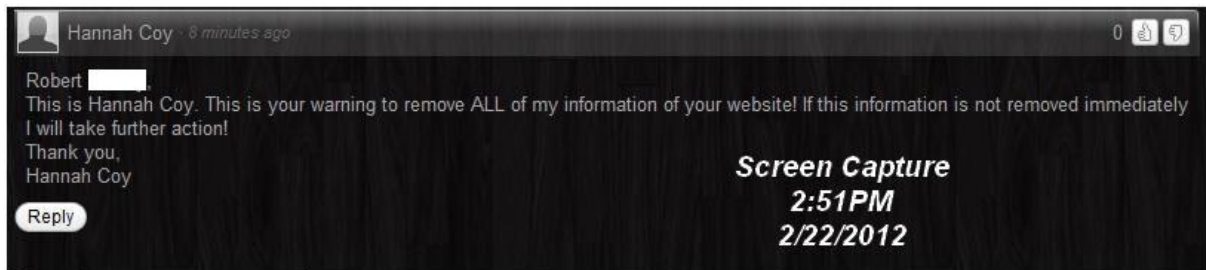 Hannah Coy · 8 minutes ago
0
Robert ,
This is Hannah Coy. This is your warning to remove ALL of my information of your website! If this information is not removed immediately
I will take further action!
Thank you,
Hannah Coy
Reply
Screen Capture
2:51PM
2/22/2012